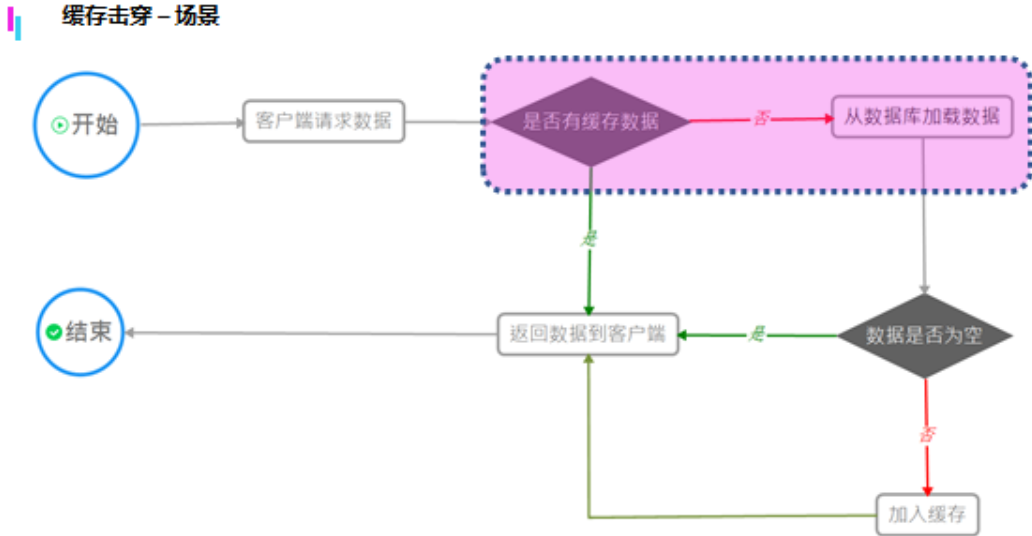 缓存击穿 – 场景
开始
客户端请求数据
是否有缓存数据
否
从数据库加载数据
是
结束
返回数据到客户端
是
数据是否为空
否
加入缓存